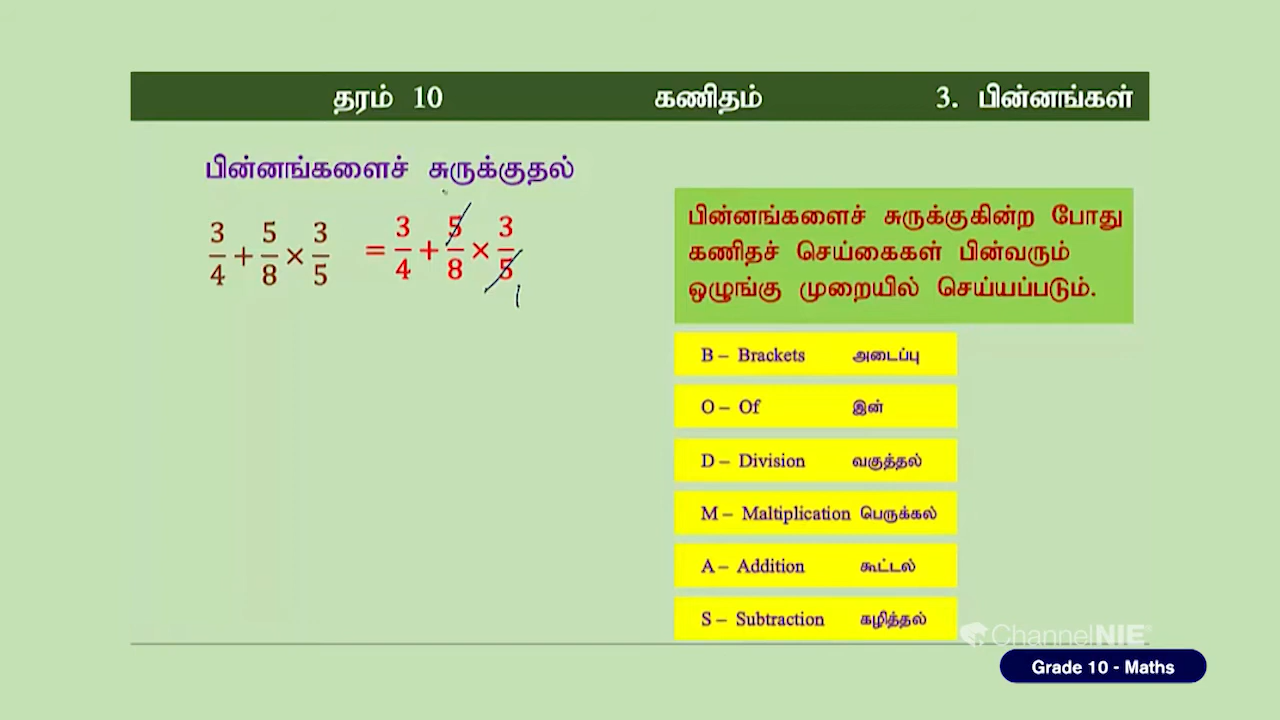 தரம் 10 கணிதம் 3. பின்னங்கள்
பின்னங்களைச் சுருக்குதல்
3/4 + 5/8 × 3/5 = 3/4 + 5/8 × 3/5
1
பின்னங்களைச் சுருக்குகின்ற போது
கணிதச் செய்கைகள் பின்வரும்
ஒழுங்கு முறையில் செய்யப்படும்.
B – Brackets அடைப்பு
O – Of இன்
D – Division வகுத்தல்
M – Maltiplication பெருக்கல்
A – Addition கூட்டல்
S – Subtraction கழித்தல்
ChannelNIE
Grade 10 - Maths